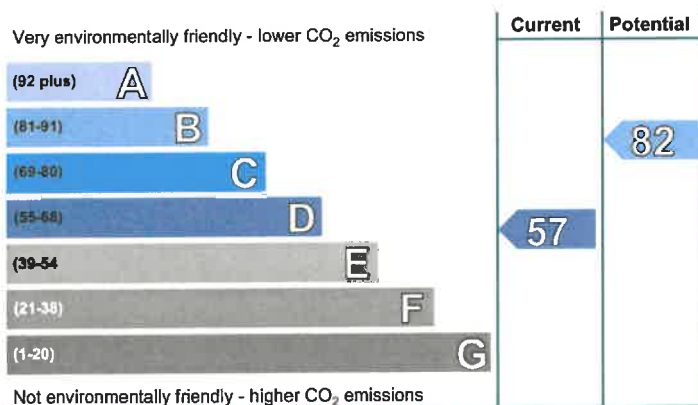 Very environmentally friendly - lower CO₂ emissions
Current
Potential
(92 plus) A
(81-91) B
(69-80) C
(55-68) D
(39-54 E
(21-38) F
(1-20) G
82
57
Not environmentally friendly - higher CO₂ emissions